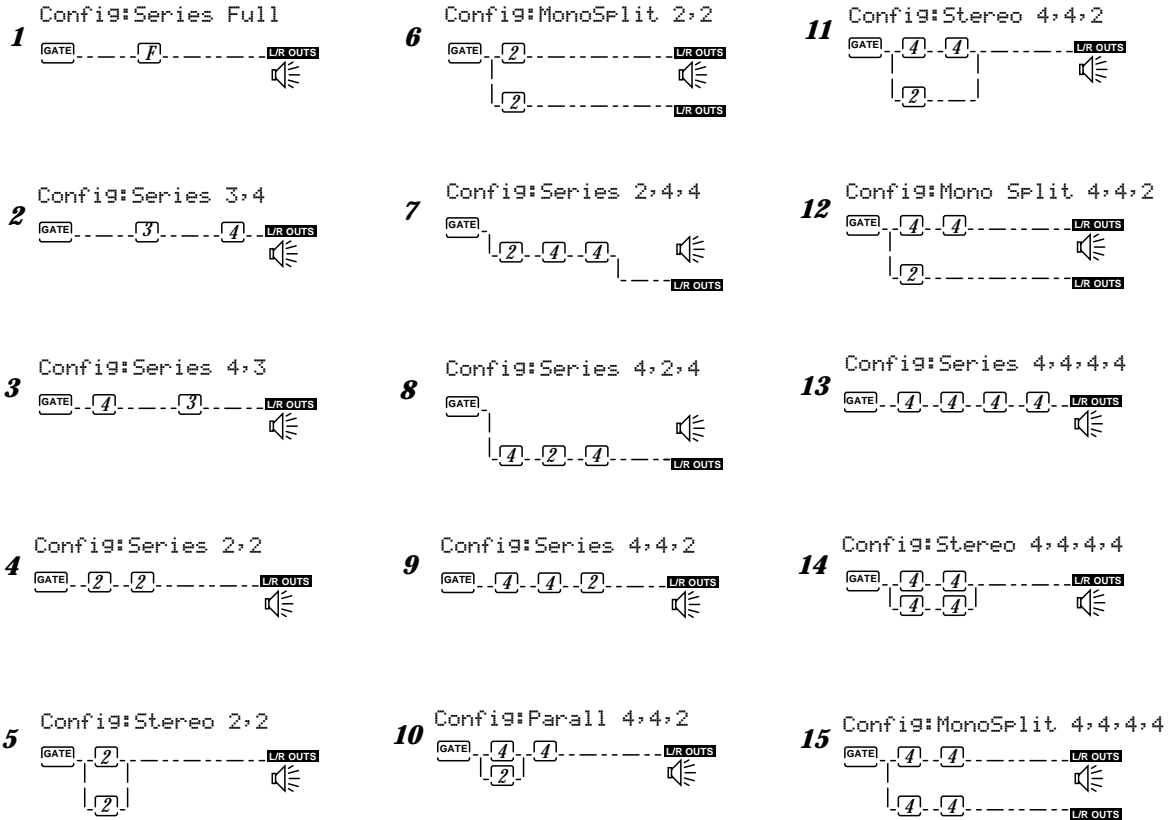 1 Config:Series Full
GATE F L/R OUTS
2 Config:Series 3,4
GATE 3 4 L/R OUTS
3 Config:Series 4,3
GATE 4 3 L/R OUTS
4 Config:Series 2,2
GATE 2 2 L/R OUTS
5 Config:Stereo 2,2
GATE 2 L/R OUTS
2
6 Config:MonoSplit 2,2
GATE 2 L/R OUTS
2 L/R OUTS
7 Config:Series 2,4,4
GATE
2 4 4
L/R OUTS
8 Config:Series 4,2,4
GATE
4 2 4 L/R OUTS
9 Config:Series 4,4,2
GATE 4 4 2 L/R OUTS
10 Config:Parall 4,4,2
GATE 4 4 L/R OUTS
2
11 Config:Stereo 4,4,2
GATE 4 4 L/R OUTS
2
12 Config:Mono Split 4,4,2
GATE 4 4 L/R OUTS
2 L/R OUTS
13 Config:Series 4,4,4,4
GATE 4 4 4 4 L/R OUTS
14 Config:Stereo 4,4,4,4
GATE 4 4 L/R OUTS
4 4
15 Config:MonoSplit 4,4,4,4
GATE 4 4 L/R OUTS
4 4 L/R OUTS